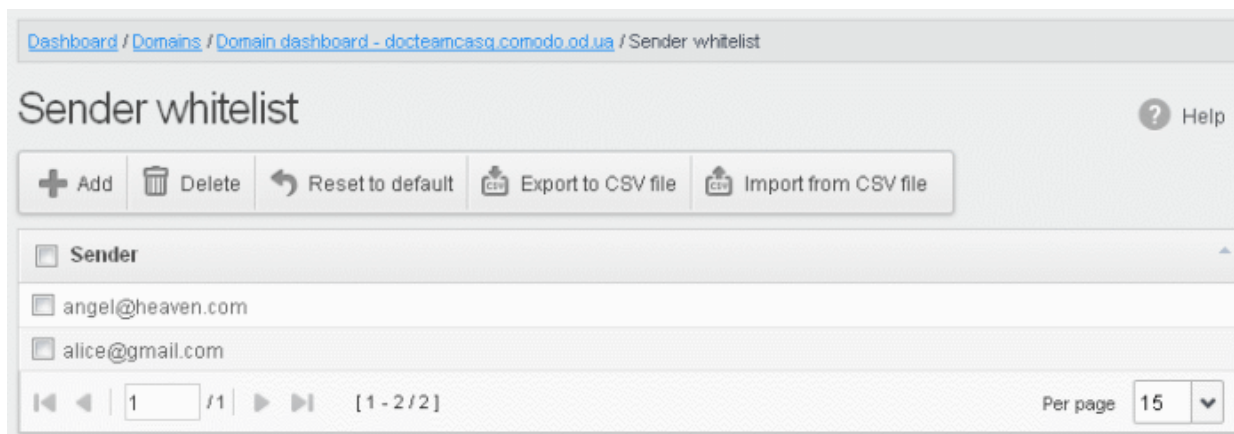 Dashboard / Domains / Domain dashboard - docteamcasg.comodo.od.ua / Sender whitelist
Sender whitelist
Help
Add Delete Reset to default Export to CSV file Import from CSV file
Sender
angel@heaven.com
alice@gmail.com
1 /1 [ 1 - 2 / 2 ] Per page 15